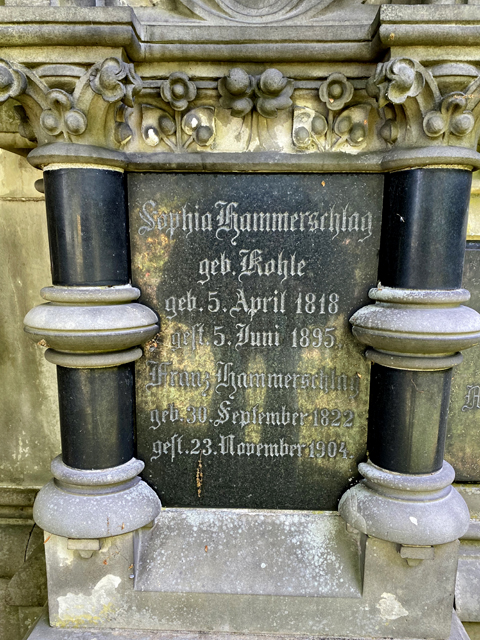 Sophia Hammerschlag
geb. Kohle
geb. 5. April 1818
gest. 5. Juni 1895.
Franz Hammerschlag
geb. 30. September 1822
gest. 23. November 1904.